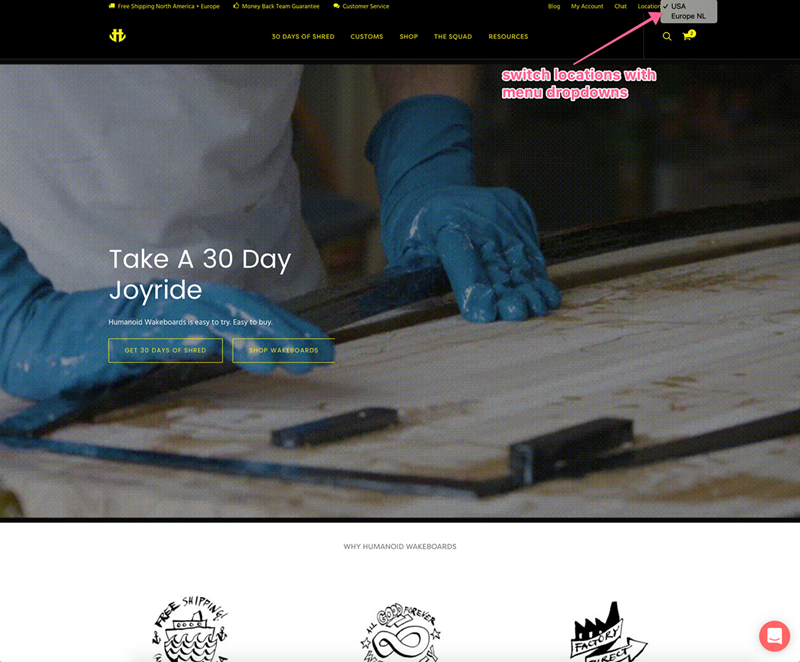 Free Shipping North America + Europe
Money Back Team Guarantee
Customer Service
Blog
My Account
Chat
Location
USA
Europe NL
30 DAYS OF SHRED
CUSTOMS
SHOP
THE SQUAD
RESOURCES
2
switch locations with
menu dropdowns
Take A 30 Day
Joyride
Humanoid Wakeboards is easy to try. Easy to buy.
GET 30 DAYS OF SHRED
SHOP WAKEBOARDS
WHY HUMANOID WAKEBOARDS
FREE SHIPPING!
ALL GOOD FOREVER
FACTORY
DIRECT